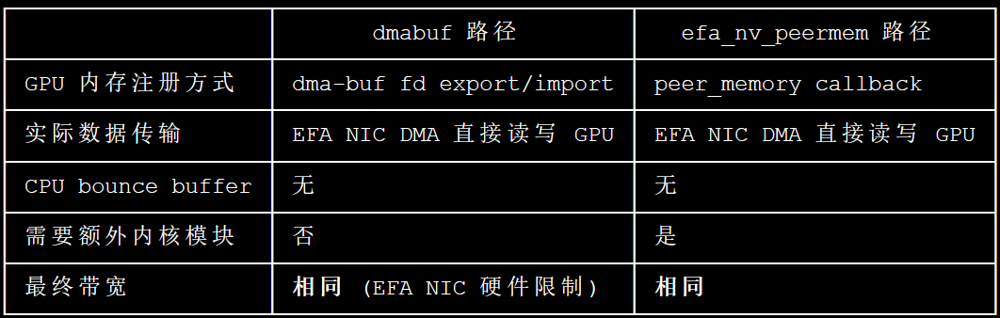 dmabuf 路径 efa_nv_peermem 路径
GPU 内存注册方式 dma-buf fd export/import peer_memory callback
实际数据传输 EFA NIC DMA 直接读写 GPU EFA NIC DMA 直接读写 GPU
CPU bounce buffer 无 无
需要额外内核模块 否 是
最终带宽 相同 (EFA NIC 硬件限制) 相同